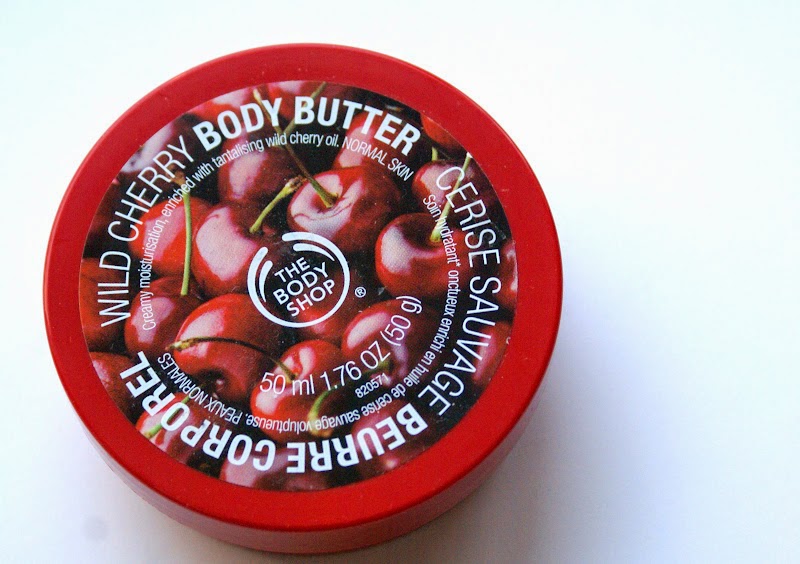 WILD CHERRY BODY BUTTER
Creamy moisturisation, enriched with tantalising wild cherry oil. NORMAL SKIN
CERISE SAUVAGE BEURRE CORPOREL
Soin hydratant* onctueux enrichi en huile de cerise sauvage voluptueuse. PEAUX NORMALES
THE
BODY
SHOP
®
50 ml 1.76 OZ (50 g)
820571